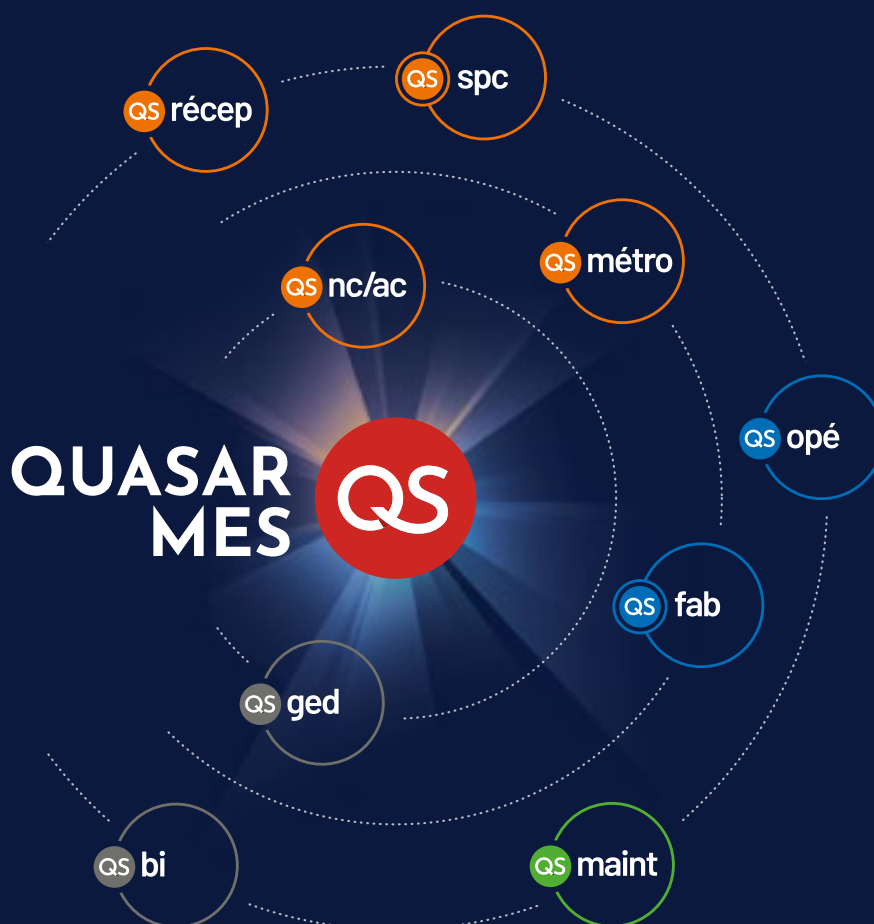 QS spc
QS récep
QS métro
QS nc/ac
QS opé
QUASAR
MES
QS
QS fab
QS ged
QS bi
QS maint